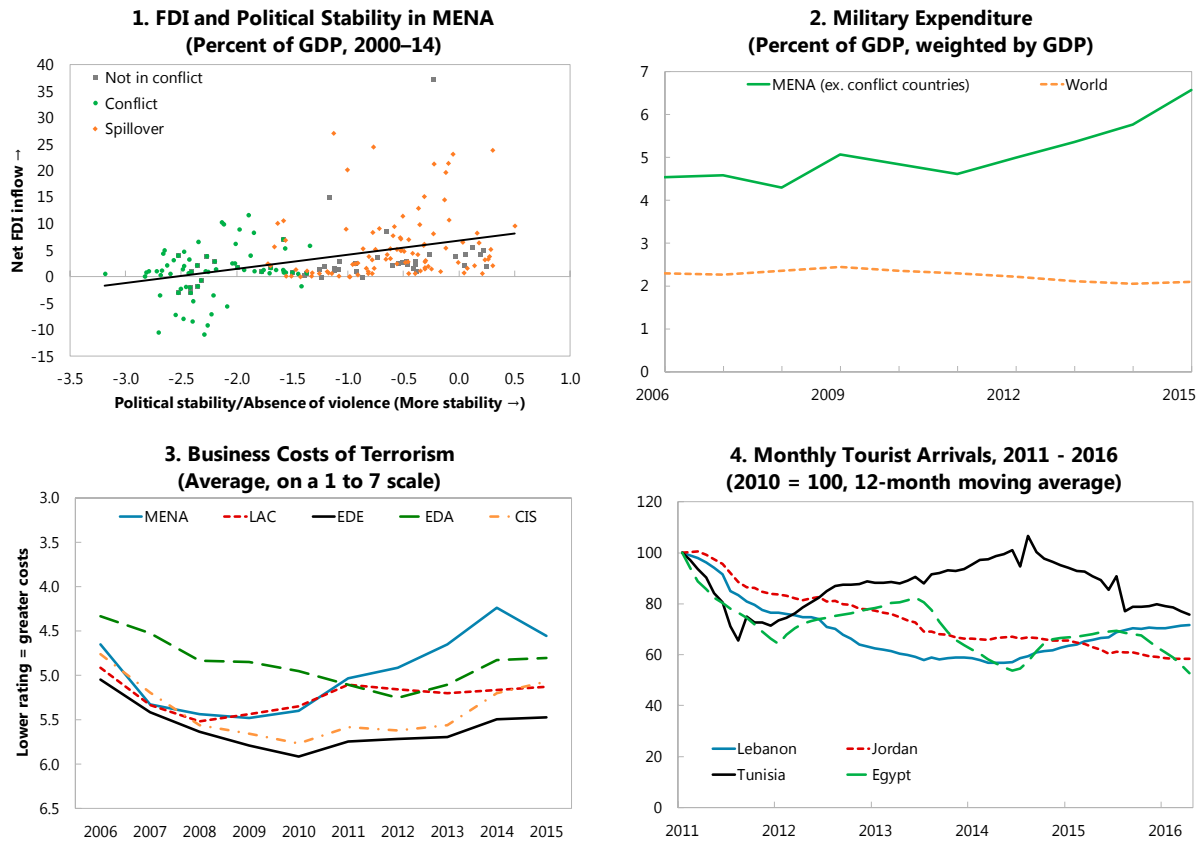 1. FDI and Political Stability in MENA
(Percent of GDP, 2000–14)
Net FDI inflow →
40
35
30
25
20
15
10
5
0
-5
-10
-15
Not in conflict
Conflict
Spillover
-3.5 -3.0 -2.5 -2.0 -1.5 -1.0 -0.5 0.0 0.5 1.0
Political stability/Absence of violence (More stability →)
2. Military Expenditure
(Percent of GDP, weighted by GDP)
7
6
5
4
3
2
1
0
MENA (ex. conflict countries) World
2006 2009 2012 2015
3. Business Costs of Terrorism
(Average, on a 1 to 7 scale)
Lower rating = greater costs
3.0
3.5
4.0
4.5
5.0
5.5
6.0
6.5
MENA LAC EDE EDA CIS
2006 2007 2008 2009 2010 2011 2012 2013 2014 2015
4. Monthly Tourist Arrivals, 2011 - 2016
(2010 = 100, 12-month moving average)
120
100
80
60
40
20
0
Lebanon Jordan
Tunisia Egypt
2011 2012 2013 2014 2015 2016